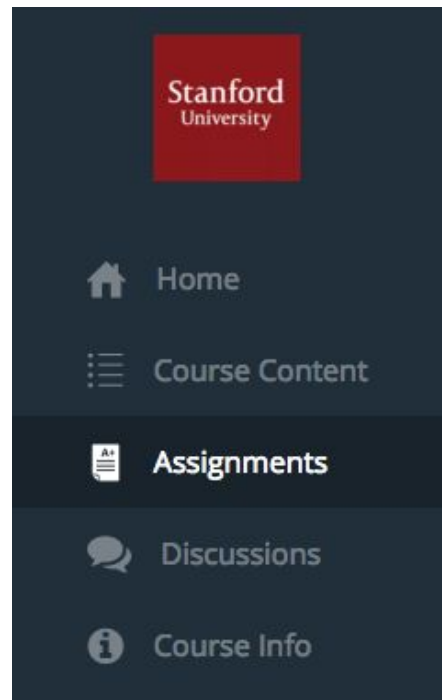 Stanford
University
Home
Course Content
A+
Assignments
Discussions
Course Info